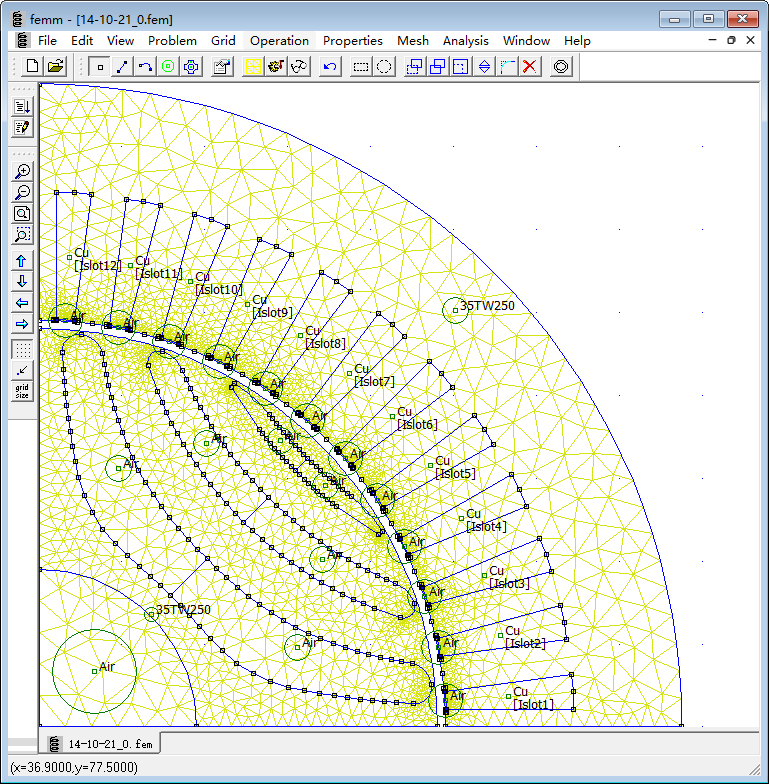 femm - [14-10-21_0.fem]
File Edit View Problem Grid Operation Properties Mesh Analysis Window Help
Cu
[Islot12]
Cu
[Islot11]
Cu
[Islot10]
Cu
[Islot9]
35TW250
Air
Air
Air
Cu
[Islot8]
Air
Air
Cu
[Islot7]
grid
size
Air
Cu
[Islot6]
Air
Air
Air
Cu
[Islot5]
Air
Air
Air
Air
Cu
[Islot4]
Air
Air
Cu
[Islot3]
Air
35TW250
Cu
[Islot2]
Air
Air
Air
Cu
[Islot1]
Air
14-10-21_0.fem
(x=36.9000,y=77.5000)